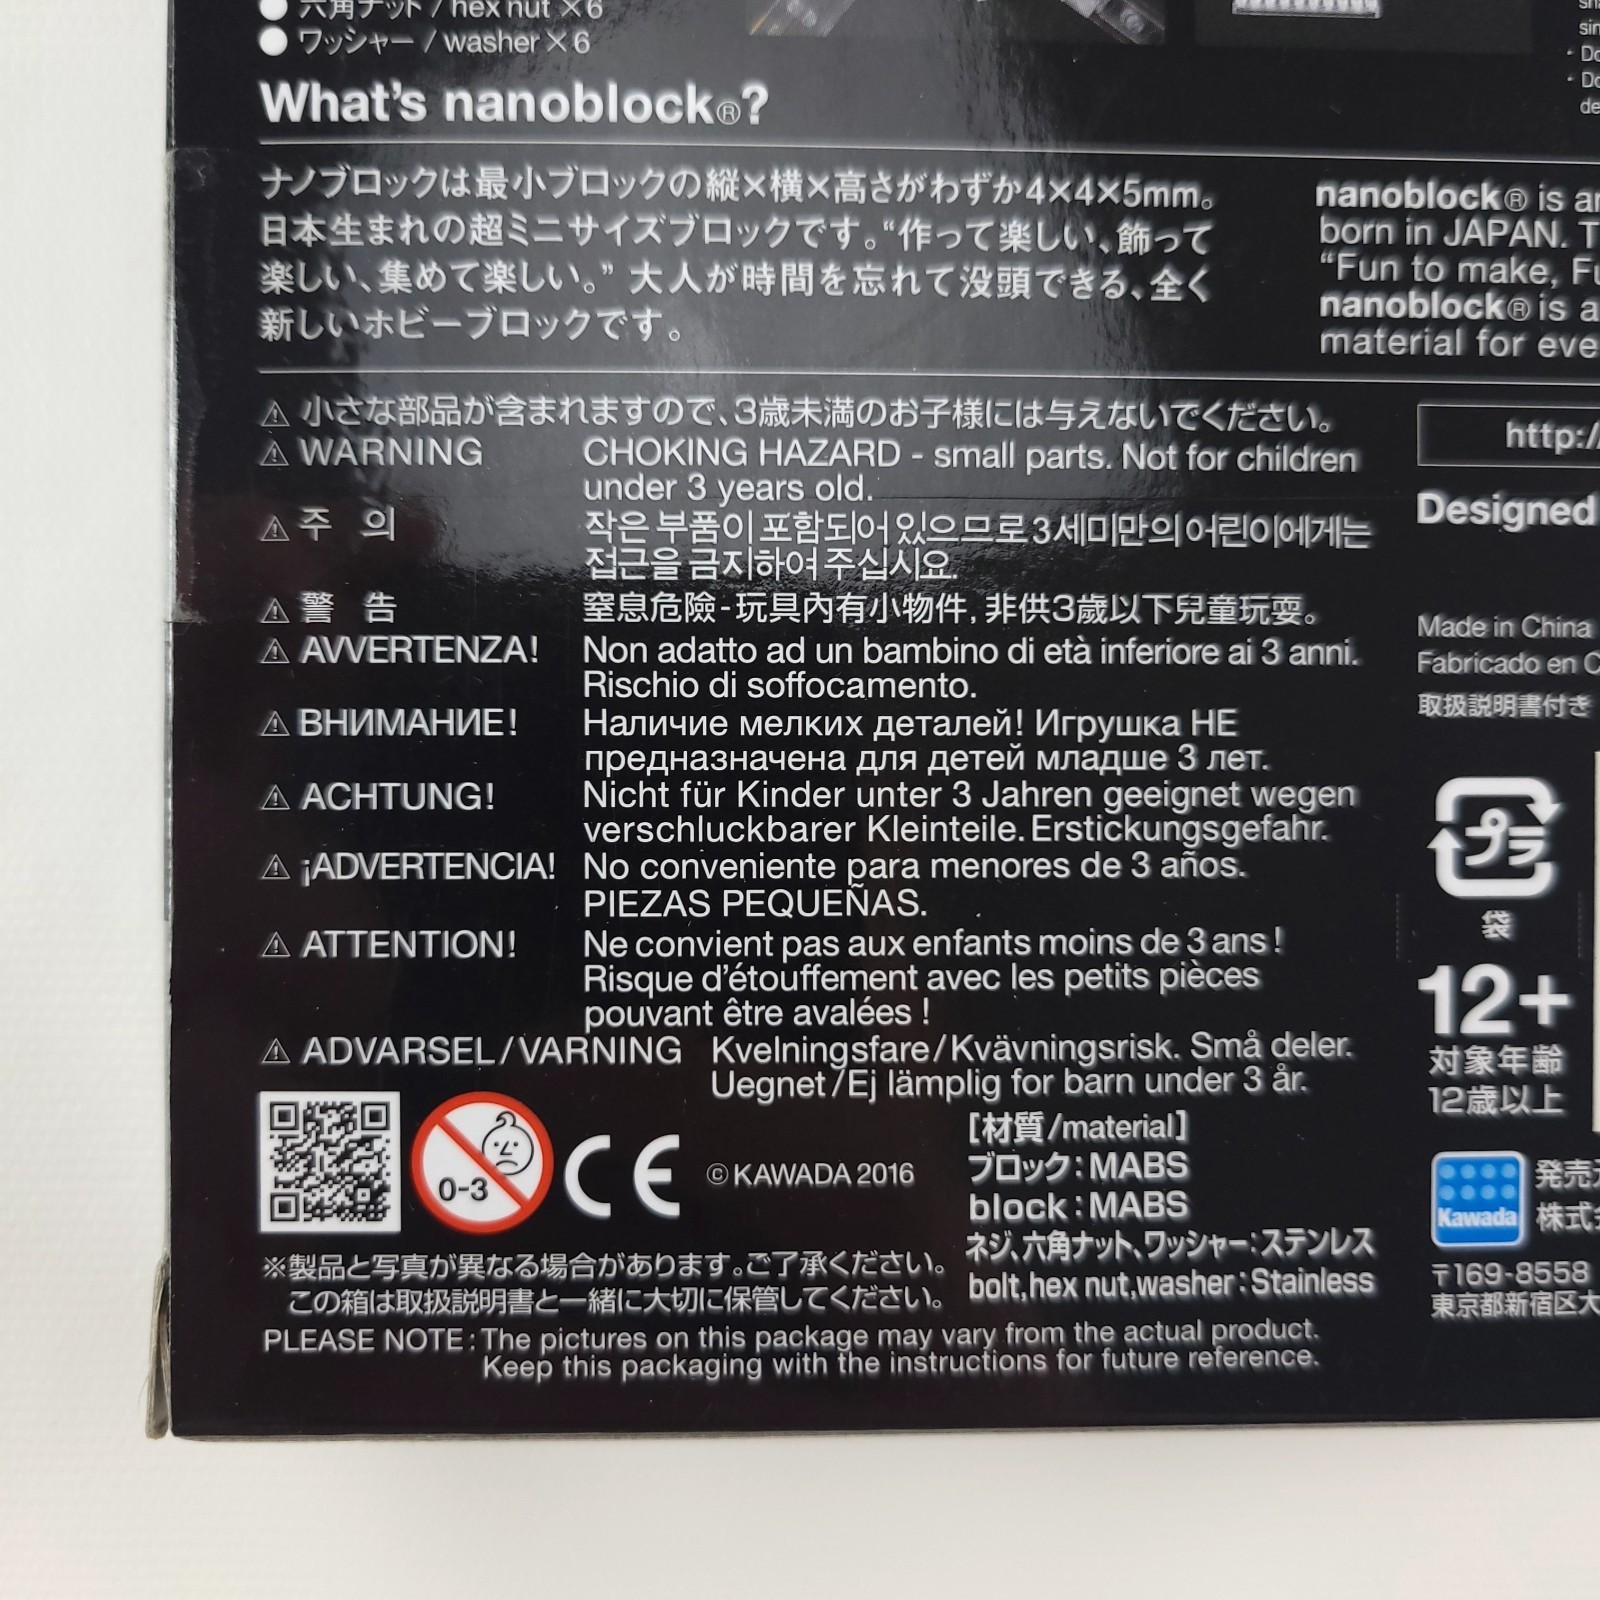 六角ナット / hex nut ×6
ワッシャー / washer×6
What's nanoblock®?
ナノブロックは最小ブロックの縦×横×高さがわずか4×4×5mm。
日本生まれの超ミニサイズブロックです。“作って楽しい、飾って
楽しい、集めて楽しい。” 大人が時間を忘れて没頭できる、全く
新しいホビーブロックです。
nanoblock® is
born in JAPAN.
“Fun to make,
nanoblock® is
material for
⚠ 小さな部品が含まれますので、3歳未満のお子様には与えないでください。
⚠ WARNING CHOKING HAZARD - small parts. Not for children
under 3 years old.
⚠ 주 의 작은 부품이 포함되어 있으므로 3세미만의 어린이에게는
접근을 금지하여 주십시요.
⚠ 警 告 窒息危險-玩具內有小物件, 非供3歲以下兒童玩耍。
⚠ AVVERTENZA! Non adatto ad un bambino di età inferiore ai 3 anni.
Rischio di soffocamento.
⚠ ВНИМАНИЕ! Наличие мелких деталей! Игрушка НЕ
предназначена для детей младше 3 лет.
⚠ ACHTUNG! Nicht für Kinder unter 3 Jahren geeignet wegen
verschluckbarer Kleinteile. Erstickungsgefahr.
⚠ ¡ADVERTENCIA! No conveniente para menores de 3 años.
PIEZAS PEQUEÑAS.
⚠ ATTENTION! Ne convient pas aux enfants moins de 3 ans !
Risque d'étouffement avec les petits pièces
pouvant être avalées !
⚠ ADVARSEL/VARNING Kvelningsfare/Kvävningsrisk. Små deler.
Uegnet/Ej lämplig for barn under 3 år.
0-3
CE
© KAWADA 2016
[材質/material]
ブロック：MABS
block：MABS
ネジ、六角ナット、ワッシャー：ステンレス
bolt, hex nut, washer：Stainless
※製品と写真が異なる場合があります。ご了承ください。
この箱は取扱説明書と一緒に大切に保管してください。
PLEASE NOTE：The pictures on this package may vary from the actual product.
Keep this packaging with the instructions for future reference.
http:/
Designed
Made in China
Fabricado en
取扱説明書付き
プラ
袋
12+
対象年齢
12歳以上
Kawada
発売
株式
〒169-8558
東京都新宿区